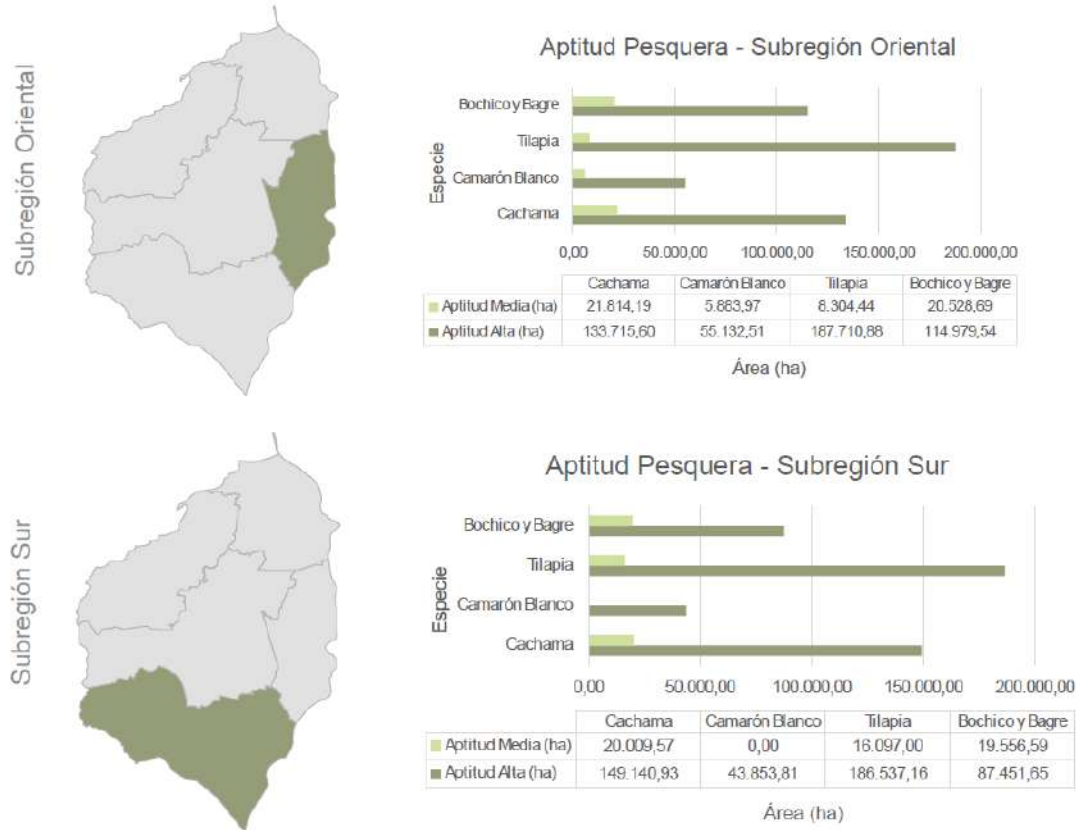 Subregión Oriental
Aptitud Pesquera - Subregión Oriental
Especie
Bochico y Bagre
Tilapia
Camarón Blanco
Cachama
0,00 50.000,00 100.000,00 150.000,00 200.000,00
Cachama Camarón Blanco Tilapia Bochico y Bagre
Aptitud Media (ha) 21.814,19 5.883,97 8.304,44 20.528,69
Aptitud Alta (ha) 133.715,60 55.132,51 187.710,88 114.979,54
Área (ha)
Subregión Sur
Aptitud Pesquera - Subregión Sur
Especie
Bochico y Bagre
Tilapia
Camarón Blanco
Cachama
0,00 50.000,00 100.000,00 150.000,00 200.000,00
Cachama Camarón Blanco Tilapia Bochico y Bagre
Aptitud Media (ha) 20.009,57 0,00 16.097,00 19.556,59
Aptitud Alta (ha) 149.140,93 43.853,81 186.537,16 87.451,65
Área (ha)